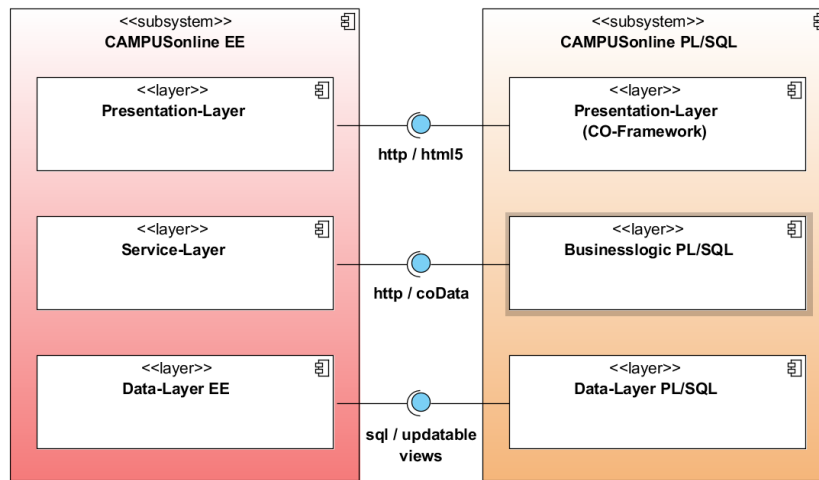 <<subsystem>>
CAMPUSonline EE
<<layer>>
Presentation-Layer
<<layer>>
Service-Layer
<<layer>>
Data-Layer EE
http / html5
http / coData
sql / updatable
views
<<subsystem>>
CAMPUSonline PL/SQL
<<layer>>
Presentation-Layer
(CO-Framework)
<<layer>>
Businesslogic PL/SQL
<<layer>>
Data-Layer PL/SQL